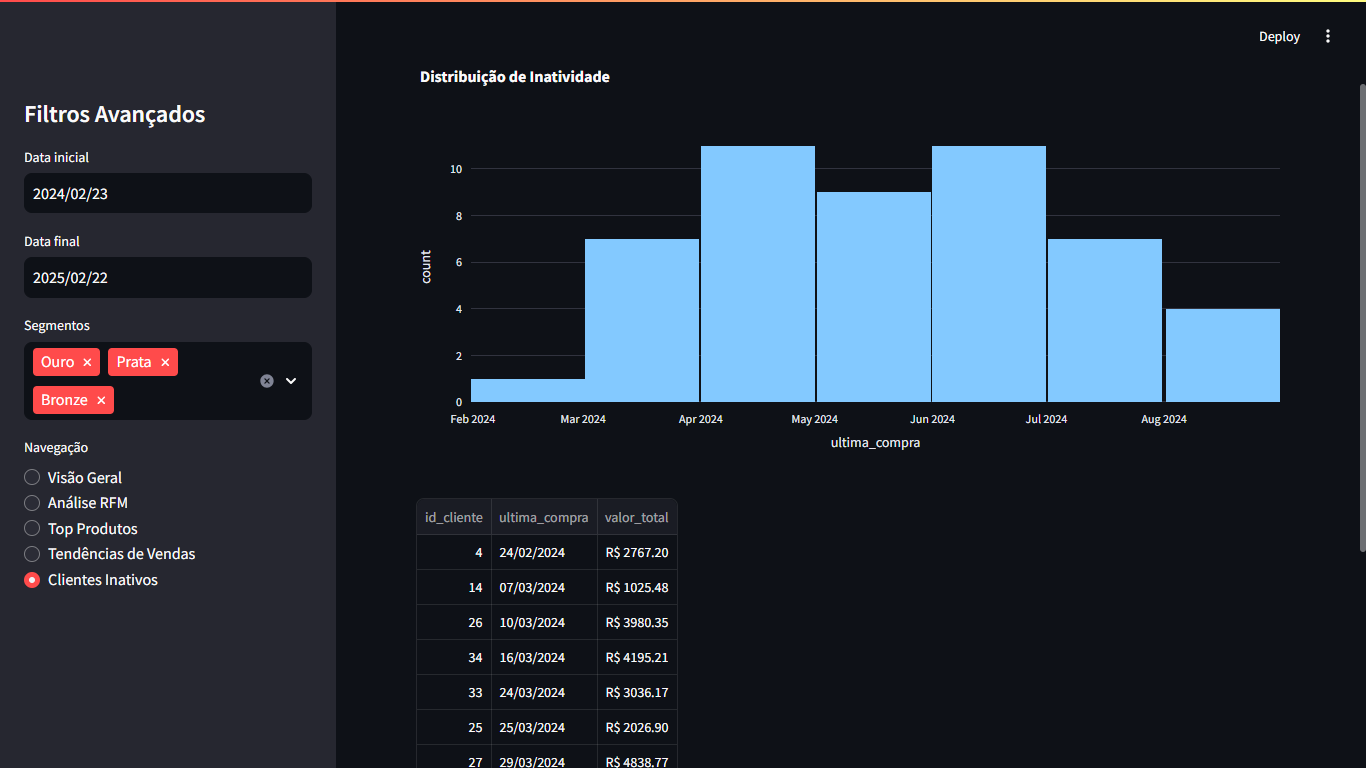 Deploy
Filtros Avançados
Data inicial
2024/02/23
Data final
2025/02/22
Segmentos
Ouro × Prata ×
Bronze ×
Navegação
Visão Geral
Análise RFM
Top Produtos
Tendências de Vendas
Clientes Inativos
Distribuição de Inatividade
10
8
6
4
2
0
count
Feb 2024 Mar 2024 Apr 2024 May 2024 Jun 2024 Jul 2024 Aug 2024
ultima_compra
id_cliente ultima_compra valor_total
4 24/02/2024 R$ 2767.20
14 07/03/2024 R$ 1025.48
26 10/03/2024 R$ 3980.35
34 16/03/2024 R$ 4195.21
33 24/03/2024 R$ 3036.17
25 25/03/2024 R$ 2026.90
27 29/03/2024 R$ 4838.77